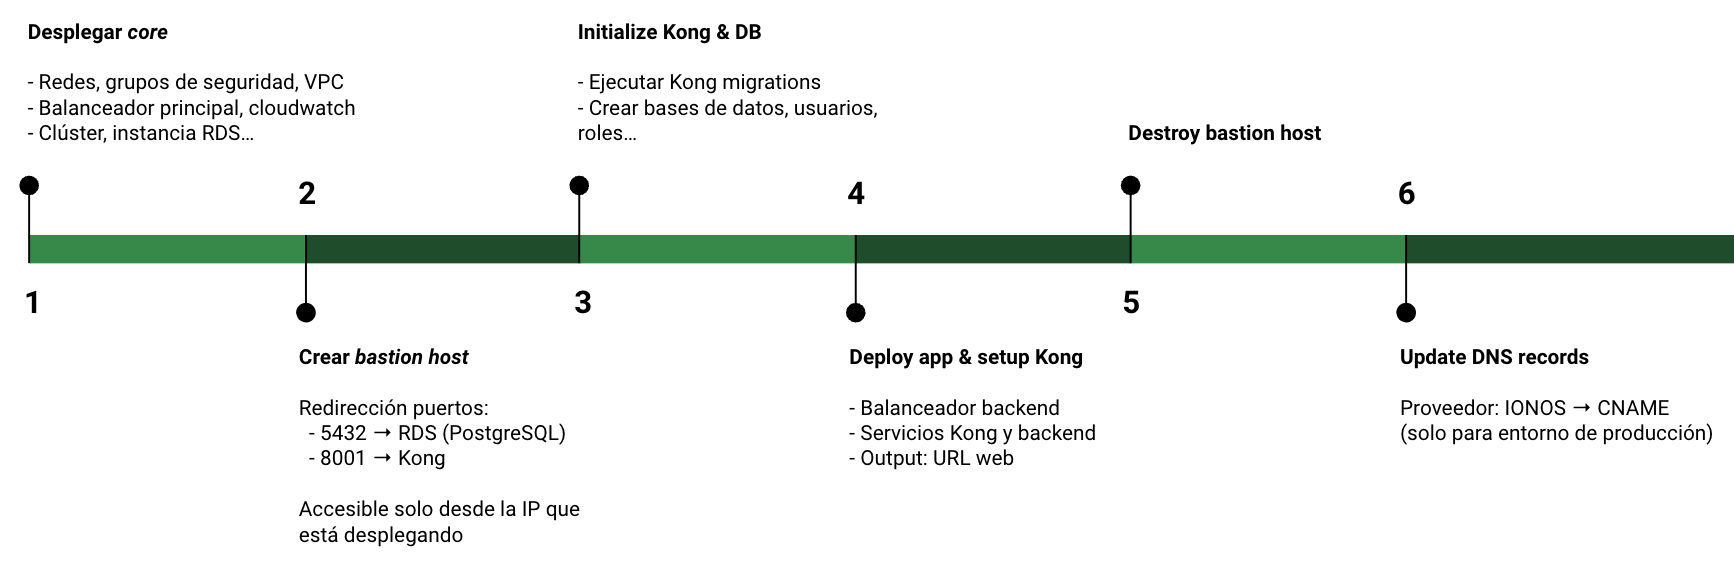 Desplegar core
- Redes, grupos de seguridad, VPC
- Balanceador principal, cloudwatch
- Clúster, instancia RDS…
1
2
Crear bastion host
Redirección puertos:
- 5432 → RDS (PostgreSQL)
- 8001 → Kong
Accesible solo desde la IP que
está desplegando
Initialize Kong & DB
- Ejecutar Kong migrations
- Crear bases de datos, usuarios,
roles…
3
4
Deploy app & setup Kong
- Balanceador backend
- Servicios Kong y backend
- Output: URL web
Destroy bastion host
5
6
Update DNS records
Proveedor: IONOS → CNAME
(solo para entorno de producción)